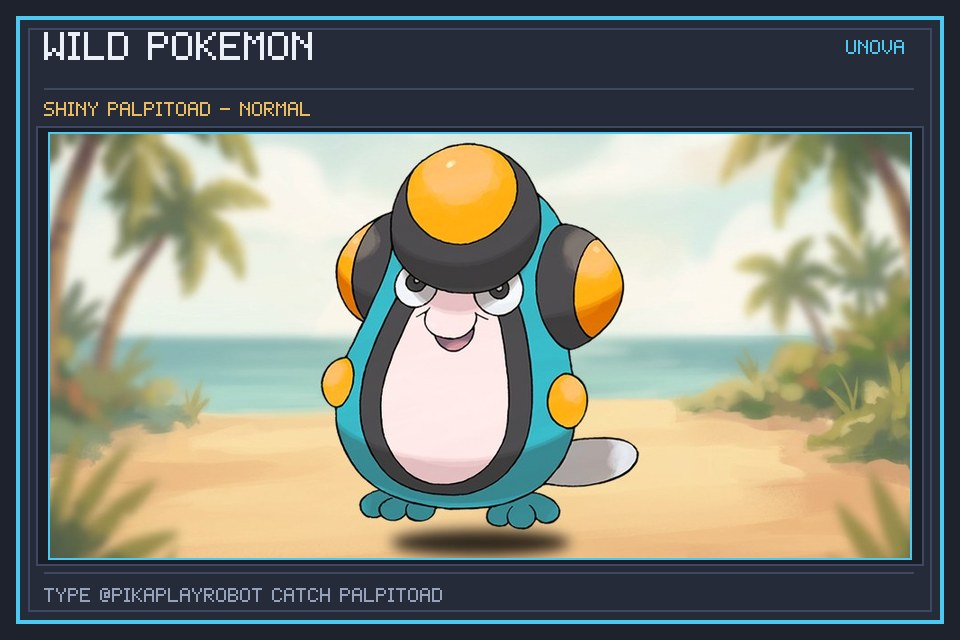 WILD POKEMON
UNOVA
SHINY PALPITOAD - NORMAL
TYPE @PIKAPLAYROBOT CATCH PALPITOAD